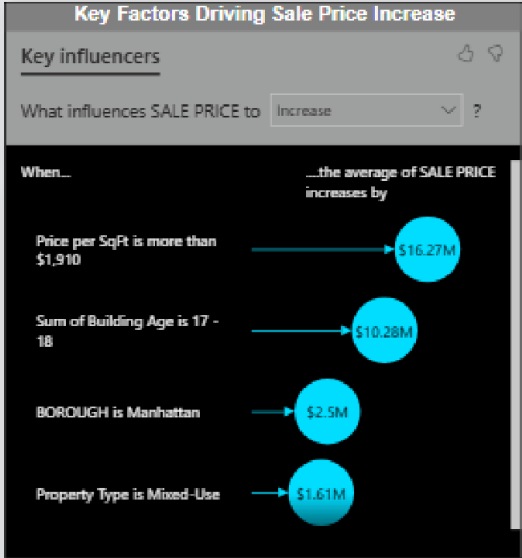 Key Factors Driving Sale Price Increase
Key influencers
What influences SALE PRICE to Increase ?
When...
....the average of SALE PRICE
increases by
Price per SqFt is more than
$1,910
$16.27M
Sum of Building Age is 17 -
18
$10.28M
BOROUGH is Manhattan
$2.5M
Property Type is Mixed-Use
$1.61M